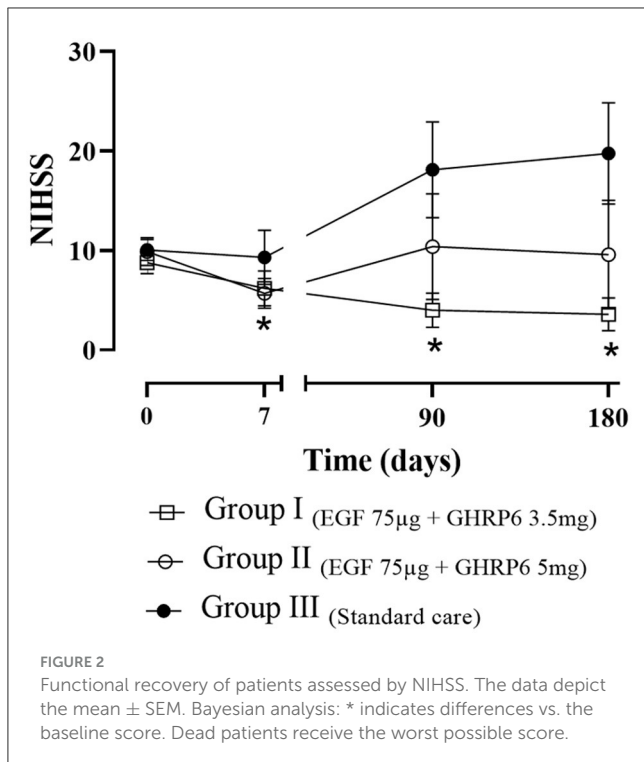 30
20
10
0
NIHSS
*
*
*
0
7
90
180
Time (days)
Group I (EGF 75µg + GHRP6 3.5mg)
Group II (EGF 75µg + GHRP6 5mg)
Group III (Standard care)
FIGURE 2
Functional recovery of patients assessed by NIHSS. The data depict
the mean ± SEM. Bayesian analysis: * indicates differences vs. the
baseline score. Dead patients receive the worst possible score.